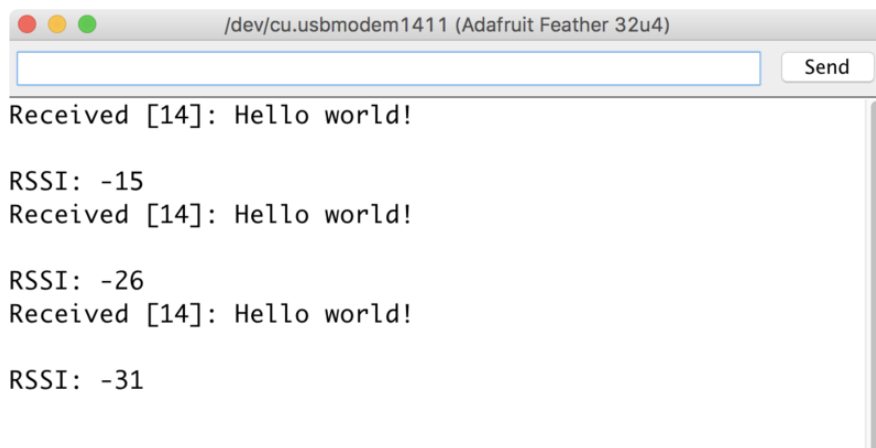 /dev/cu.usbmodem1411 (Adafruit Feather 32u4)
Send
Received [14]: Hello world!
RSSI: -15
Received [14]: Hello world!
RSSI: -26
Received [14]: Hello world!
RSSI: -31